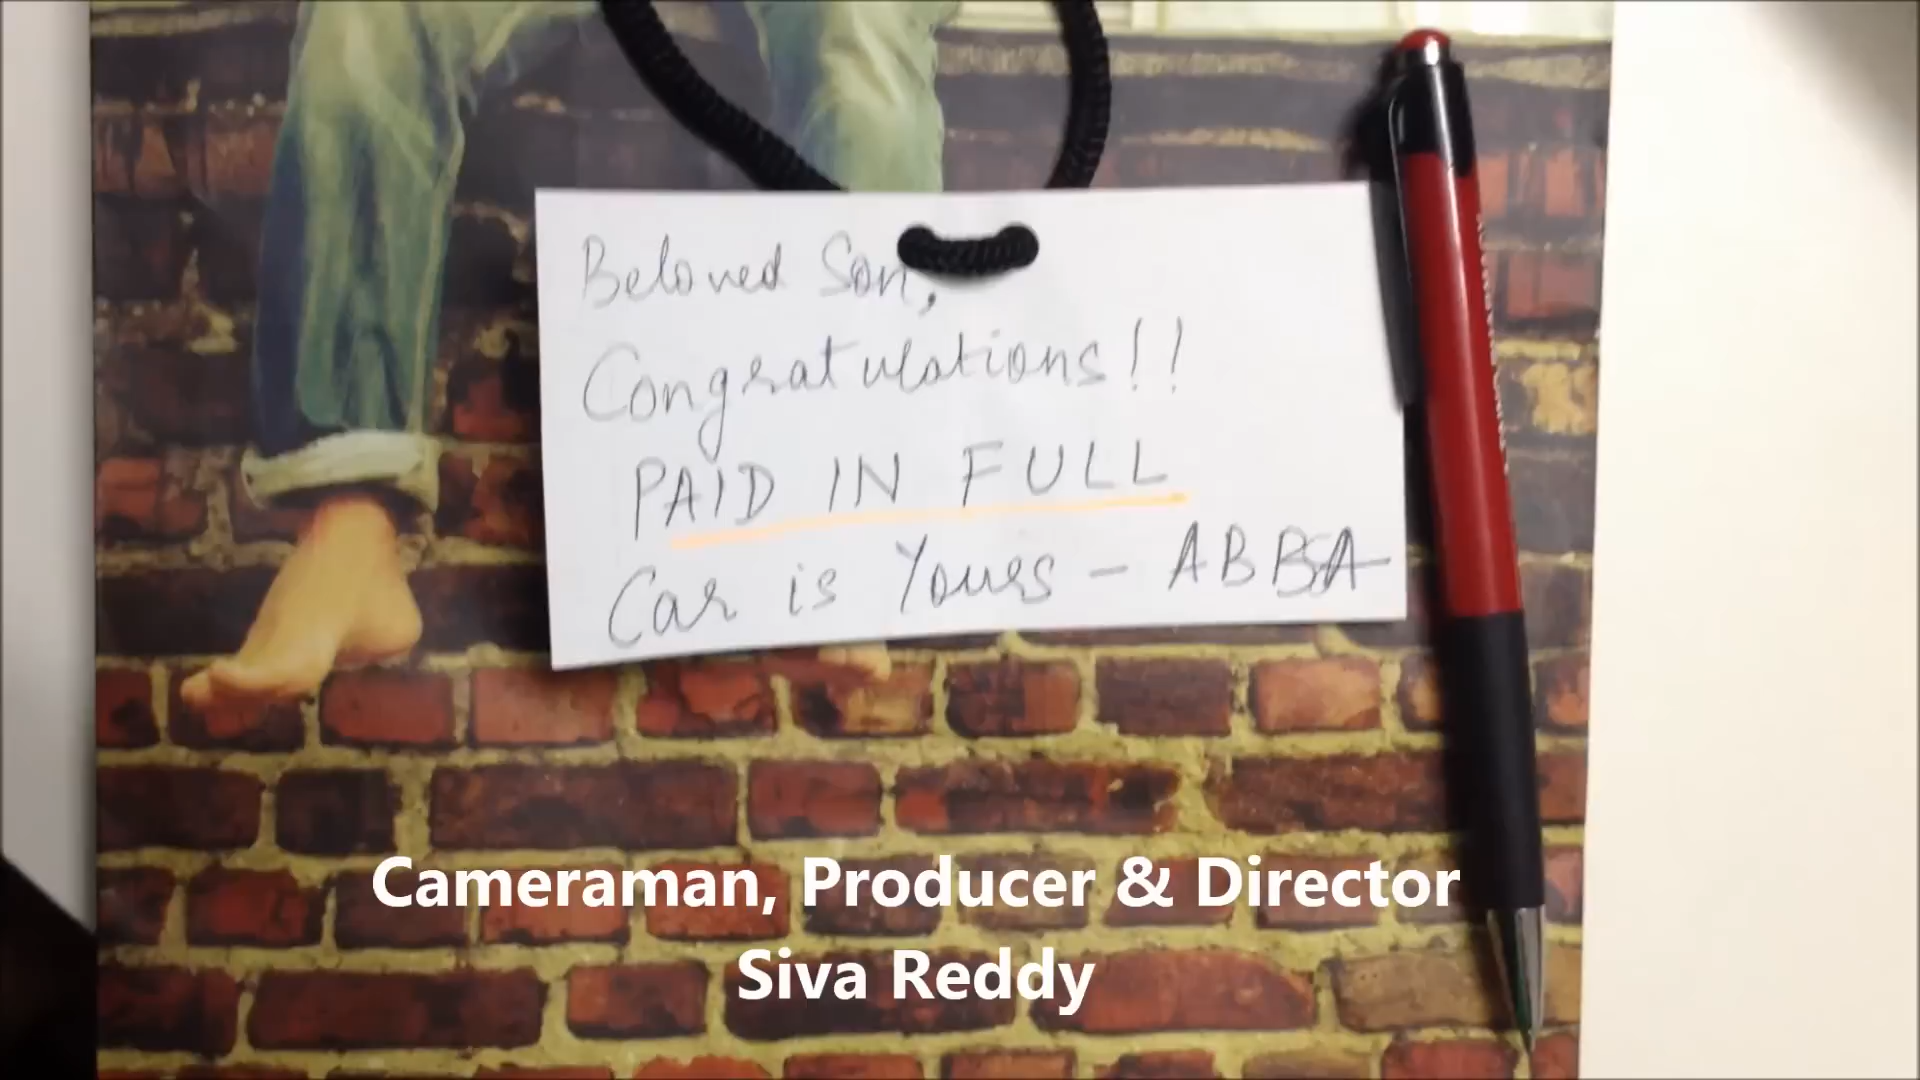 Beloved Son,
Congratulations!!
PAID IN FULL
Car is Yours - ABBA
Cameraman, Producer & Director
Siva Reddy